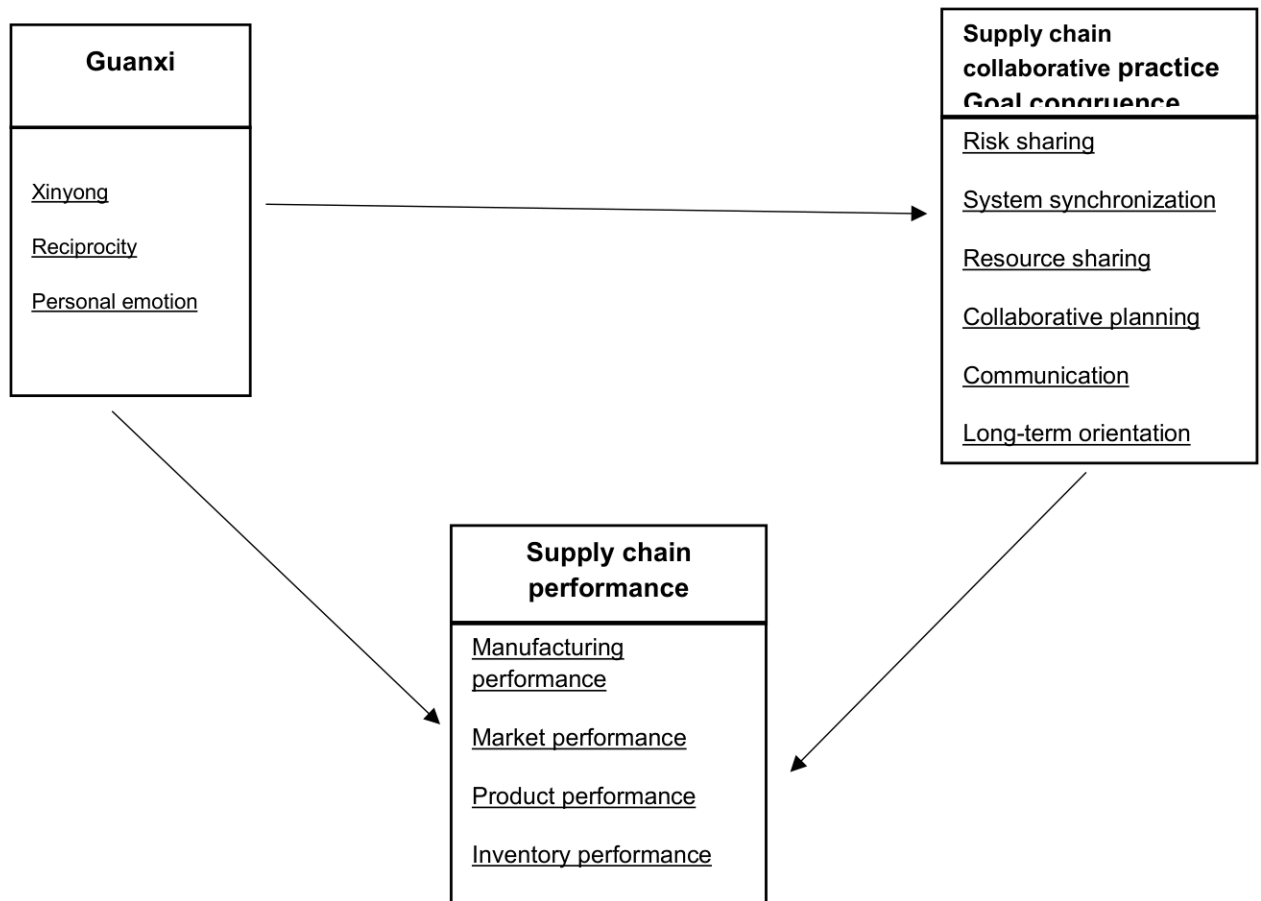 Guanxi
Xinyong
Reciprocity
Personal emotion
Supply chain
collaborative practice
Goal congruence
Risk sharing
System synchronization
Resource sharing
Collaborative planning
Communication
Long-term orientation
Supply chain
performance
Manufacturing
performance
Market performance
Product performance
Inventory performance